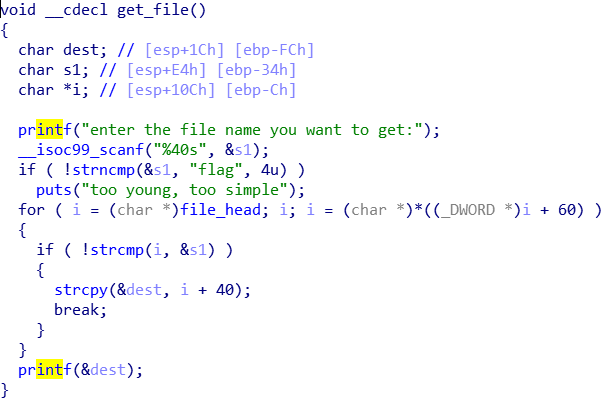 void __cdecl get_file()
{
  char dest; // [esp+1Ch] [ebp-FCh]
  char s1; // [esp+E4h] [ebp-34h]
  char *i; // [esp+10Ch] [ebp-Ch]

  printf("enter the file name you want to get:");
  __isoc99_scanf("%40s", &s1);
  if ( !strncmp(&s1, "flag", 4u) )
    puts("too young, too simple");
  for ( i = (char *)file_head; i; i = (char *)*((_DWORD *)i + 60) )
  {
    if ( !strcmp(i, &s1) )
    {
      strcpy(&dest, i + 40);
      break;
    }
  }
  printf(&dest);
}